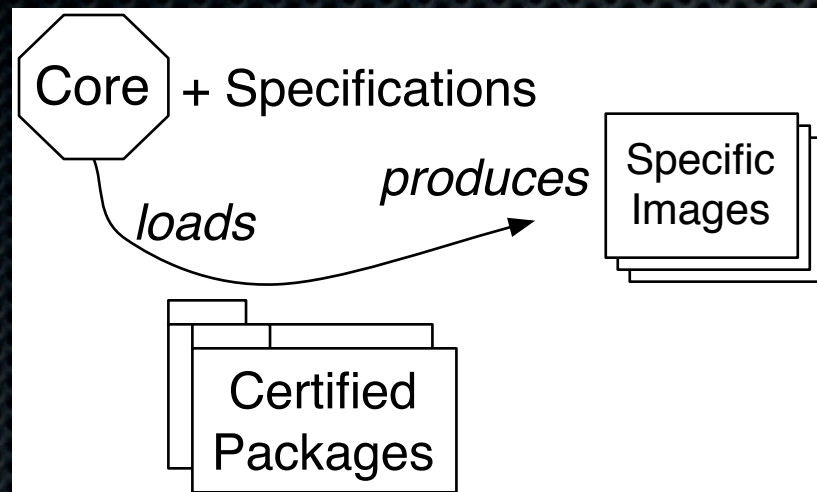 Core + Specifications
produces
Specific
Images
loads
Certified
Packages